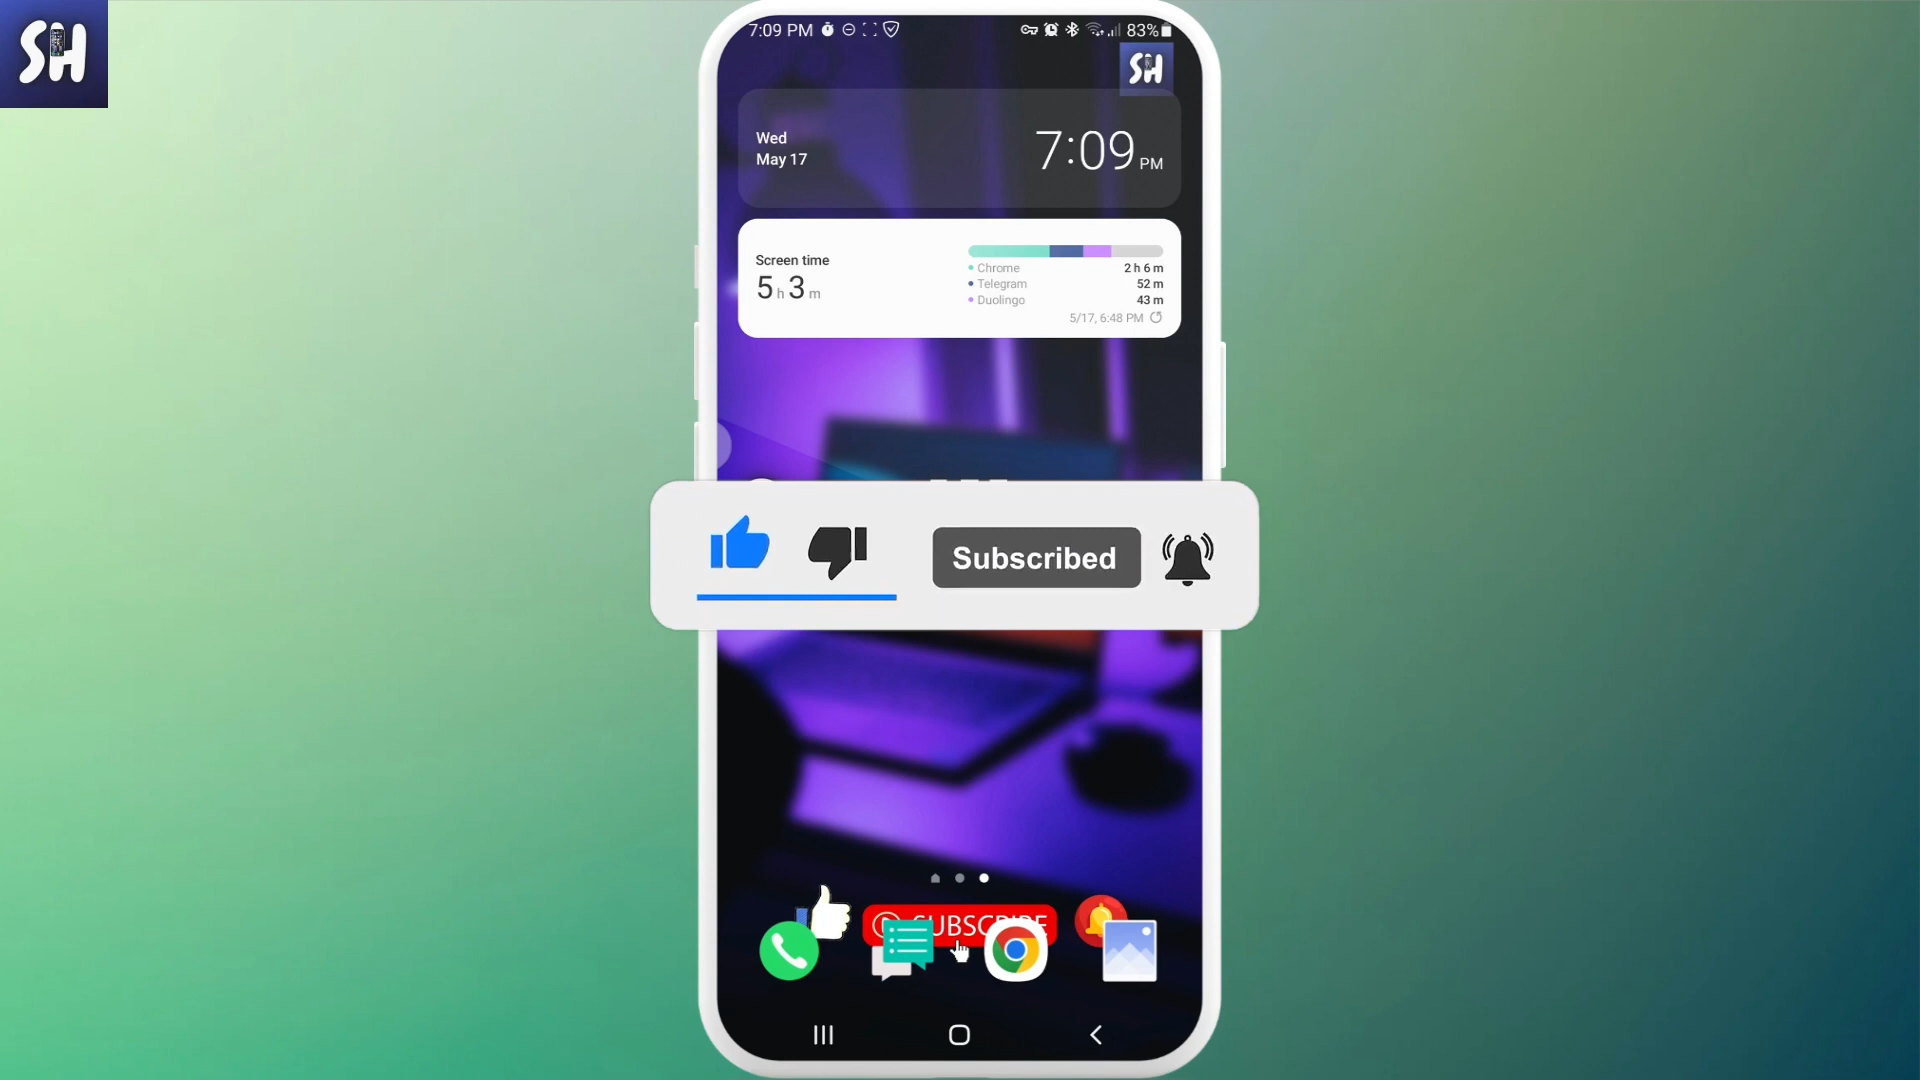 SH
7:09 PM
83%
SH
Wed
May 17
7:09 PM
Screen time
5 h 3 m
Chrome 2 h 6 m
Telegram 52 m
Duolingo 43 m
5/17, 6:48 PM
Subscribed
SUBSCRIBE